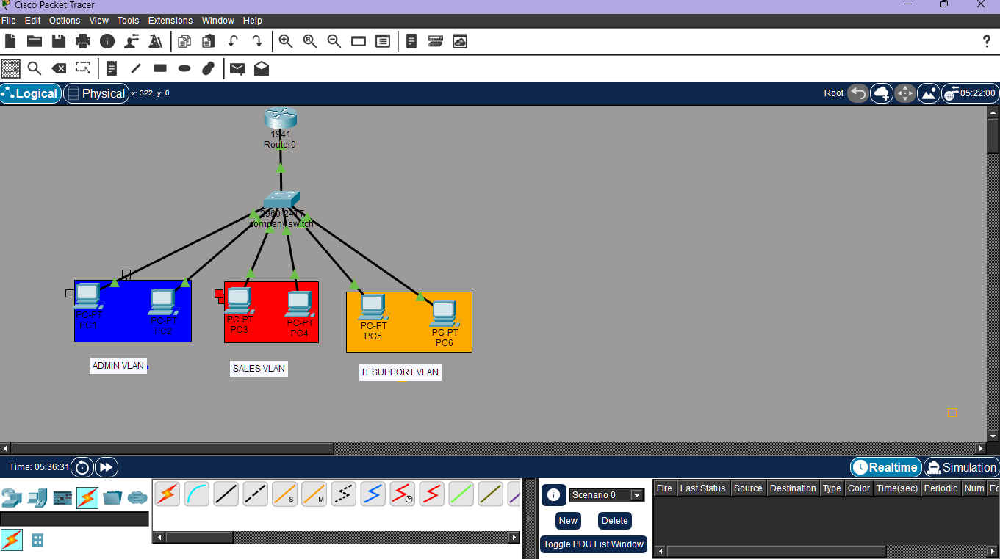 Cisco Packet Tracer
File Edit Options View Tools Extensions Window Help
Logical Physical x: 322, y: 0 Root 05:22:00
1941
Router0
2960-24TT
company switch
PC-PT
PC1
PC-PT
PC2
PC-PT
PC3
PC-PT
PC4
PC-PT
PC5
PC-PT
PC6
ADMIN VLAN
SALES VLAN
IT SUPPORT VLAN
Time: 05:36:31 Realtime Simulation
S M
Scenario 0
New Delete
Toggle PDU List Window
Fire Last Status Source Destination Type Color Time(sec) Periodic Num